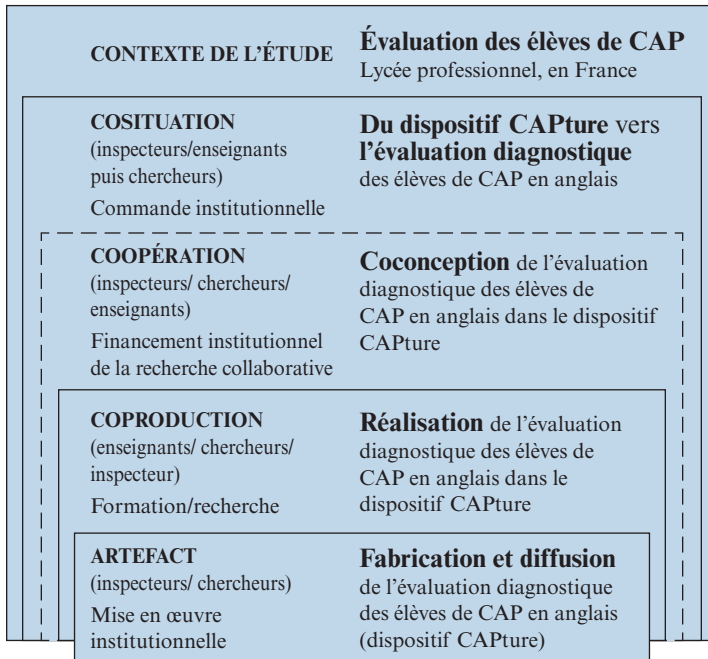 CONTEXTE DE L’ÉTUDE
Évaluation des élèves de CAP
Lycée professionnel, en France
COSITUATION
(inspecteurs/enseignants
puis chercheurs)
Commande institutionnelle
Du dispositif CAPture vers
l’évaluation diagnostique
des élèves de CAP en anglais
COOPÉRATION
(inspecteurs/ chercheurs/
enseignants)
Financement institutionnel
de la recherche collaborative
Coconception de l’évaluation
diagnostique des élèves de
CAP en anglais dans le dispositif
CAPture
COPRODUCTION
(enseignants/ chercheurs/
inspecteur)
Formation/recherche
Réalisation de l’évaluation
diagnostique des élèves de
CAP en anglais dans le
dispositif CAPture
ARTEFACT
(inspecteurs/ chercheurs)
Mise en œuvre
institutionnelle
Fabrication et diffusion
de l’évaluation diagnostique
des élèves de CAP en anglais
(dispositif CAPture)